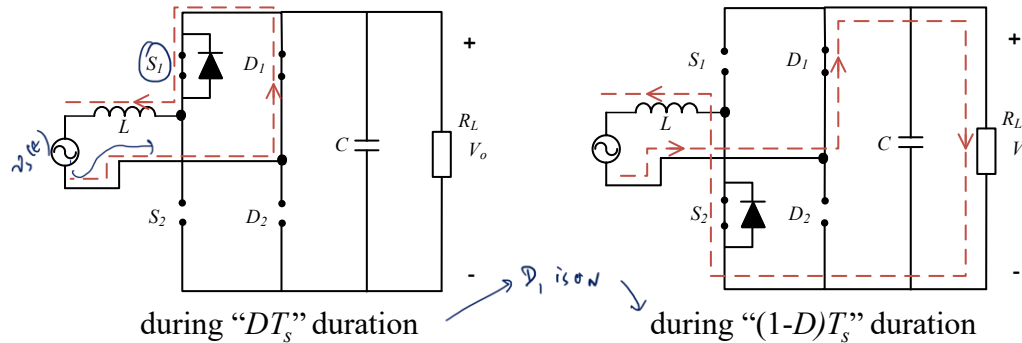 S1
D1
L
vs(t)
C
RL
Vo
S2
D2
+
-
during “DTs” duration
S1
D1
L
C
RL
V
S2
D2
+
-
D1 is ON
during “(1-D)Ts” duration